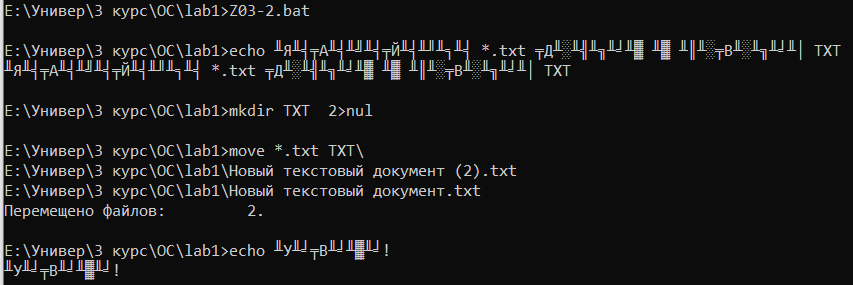 E:\Универ\3 курс\ОС\lab1>Z03-2.bat
E:\Универ\3 курс\ОС\lab1>echo ╨Я╨╡╤А╨╡╨╝╨╡╤Й╨╡╨╜╨╕╨╡ *.txt ╤Д╨░╨╣╨╗╨╛╨▓ ╨▓ ╨║╨░╤В╨░╨╗╨╛╨│ TXT
╨Я╨╡╤А╨╡╨╝╨╡╤Й╨╡╨╜╨╕╨╡ *.txt ╤Д╨░╨╣╨╗╨╛╨▓ ╨▓ ╨║╨░╤В╨░╨╗╨╛╨│ TXT
E:\Универ\3 курс\ОС\lab1>mkdir TXT  2>nul
E:\Универ\3 курс\ОС\lab1>move *.txt TXT\
E:\Универ\3 курс\ОС\lab1\Новый текстовый документ (2).txt
E:\Универ\3 курс\ОС\lab1\Новый текстовый документ.txt
Перемещено файлов:         2.
E:\Универ\3 курс\ОС\lab1>echo ╨У╨╛╤В╨╛╨▓╨╛!
╨У╨╛╤В╨╛╨▓╨╛!